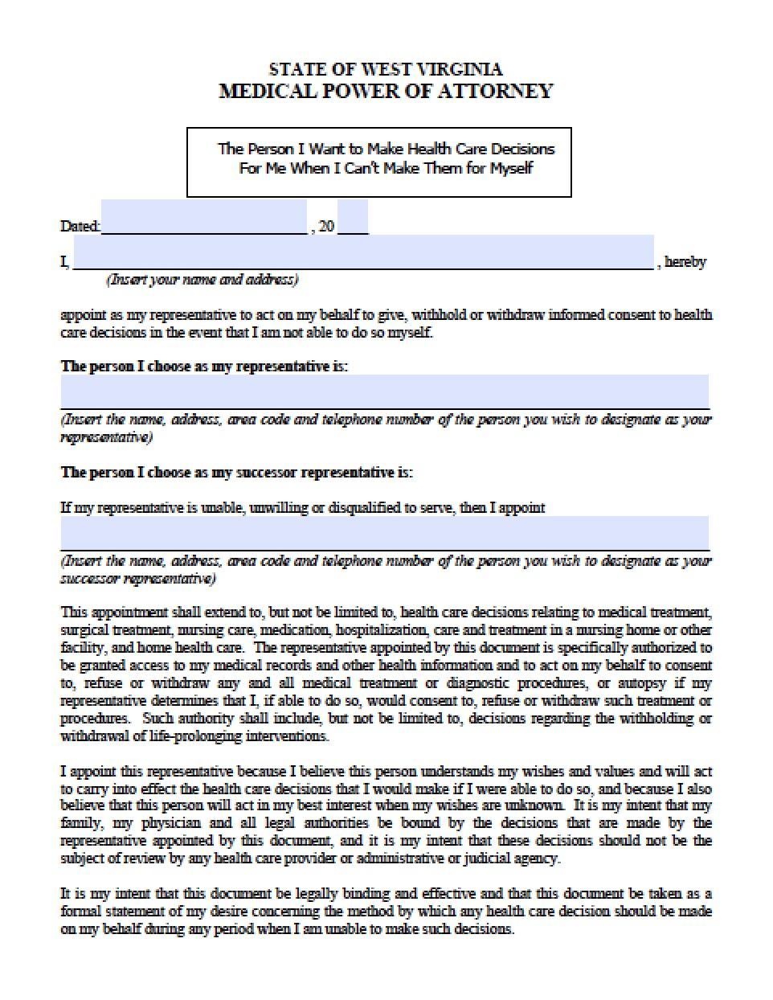 STATE OF WEST VIRGINIA
MEDICAL POWER OF ATTORNEY
The Person I Want to Make Health Care Decisions
For Me When I Can't Make Them for Myself
Dated: , 20
I, , hereby
(Insert your name and address)
appoint as my representative to act on my behalf to give, withhold or withdraw informed consent to health
care decisions in the event that I am not able to do so myself.
The person I choose as my representative is:
(Insert the name, address, area code and telephone number of the person you wish to designate as your
representative)
The person I choose as my successor representative is:
If my representative is unable, unwilling or disqualified to serve, then I appoint
(Insert the name, address, area code and telephone number of the person you wish to designate as your
successor representative)
This appointment shall extend to, but not be limited to, health care decisions relating to medical treatment,
surgical treatment, nursing care, medication, hospitalization, care and treatment in a nursing home or other
facility, and home health care. The representative appointed by this document is specifically authorized to
be granted access to my medical records and other health information and to act on my behalf to consent
to, refuse or withdraw any and all medical treatment or diagnostic procedures, or autopsy if my
representative determines that I, if able to do so, would consent to, refuse or withdraw such treatment or
procedures. Such authority shall include, but not be limited to, decisions regarding the withholding or
withdrawal of life-prolonging interventions.
I appoint this representative because I believe this person understands my wishes and values and will act
to carry into effect the health care decisions that I would make if I were able to do so, and because I also
believe that this person will act in my best interest when my wishes are unknown. It is my intent that my
family, my physician and all legal authorities be bound by the decisions that are made by the
representative appointed by this document, and it is my intent that these decisions should not be the
subject of review by any health care provider or administrative or judicial agency.
It is my intent that this document be legally binding and effective and that this document be taken as a
formal statement of my desire concerning the method by which any health care decision should be made
on my behalf during any period when I am unable to make such decisions.